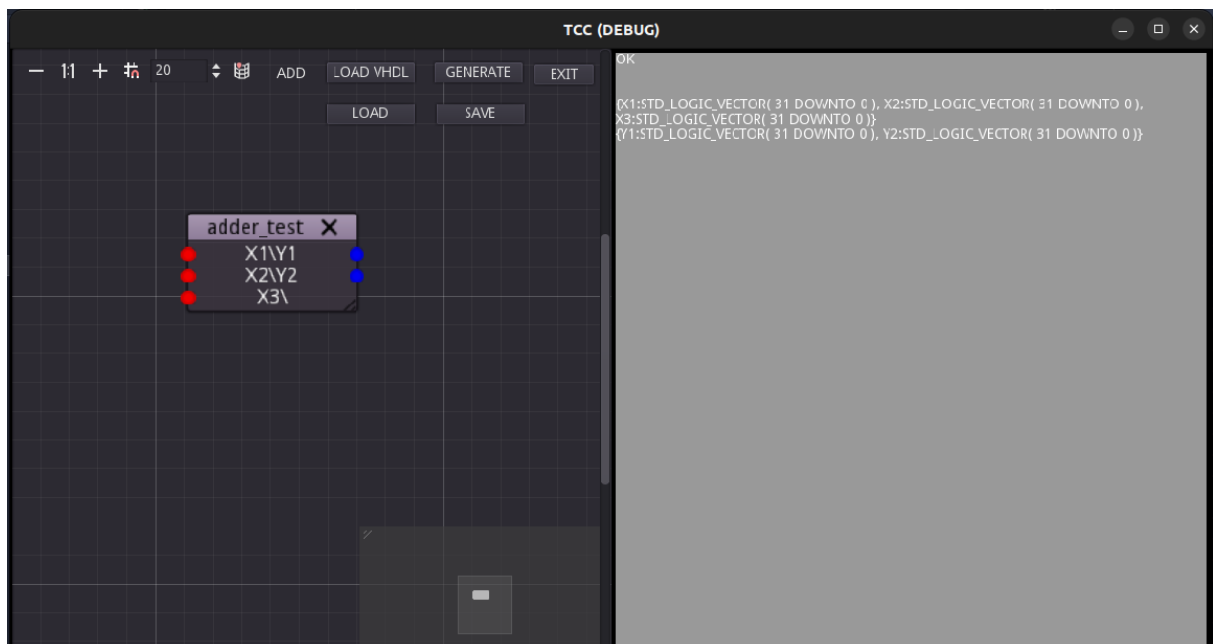 TCC (DEBUG)
1:1 20 ADD LOAD VHDL GENERATE EXIT
LOAD SAVE
adder_test
X1\Y1
X2\Y2
X3\
OK
{X1:STD_LOGIC_VECTOR( 31 DOWNTO 0 ), X2:STD_LOGIC_VECTOR( 31 DOWNTO 0 ),
X3:STD_LOGIC_VECTOR( 31 DOWNTO 0 )}
{Y1:STD_LOGIC_VECTOR( 31 DOWNTO 0 ), Y2:STD_LOGIC_VECTOR( 31 DOWNTO 0 )}